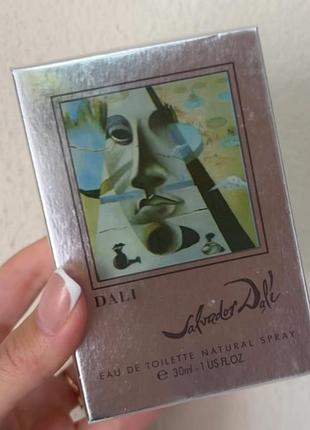 DALI
Salvador Dali
EAU DE TOILETTE NATURAL SPRAY
℮ 30ml - 1 US FL.OZ